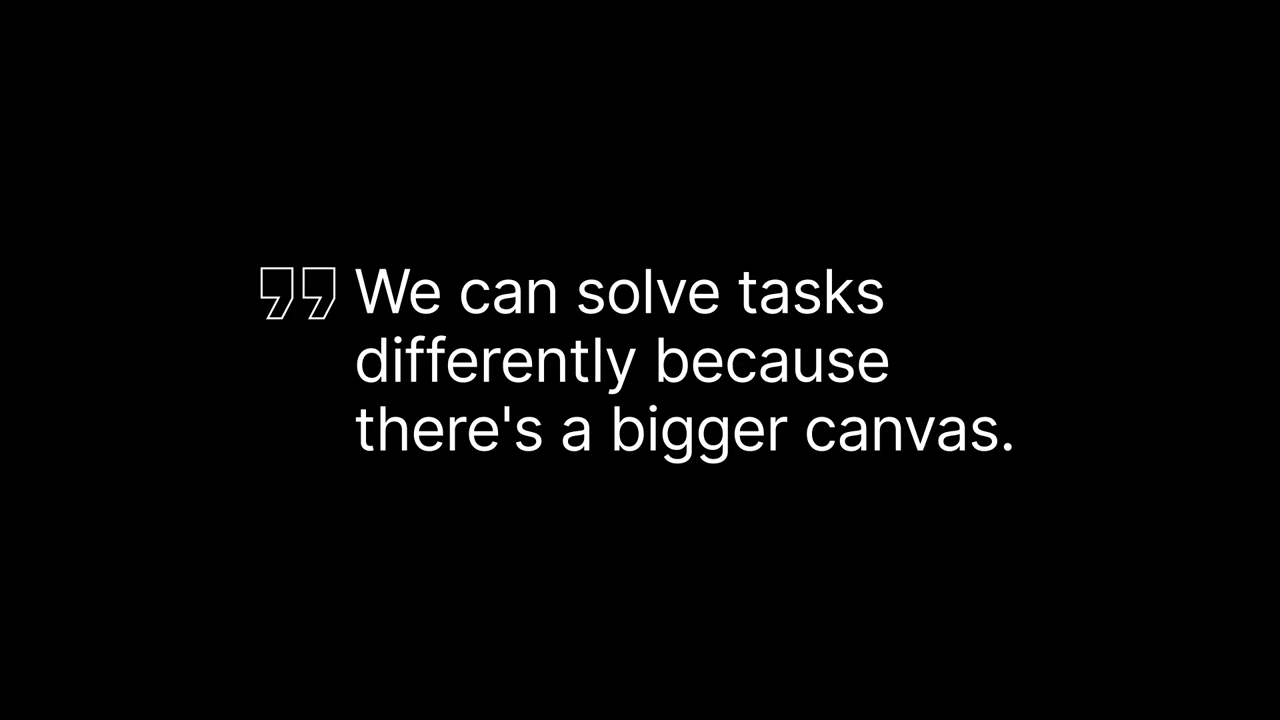 ” We can solve tasks
differently because
there's a bigger canvas.